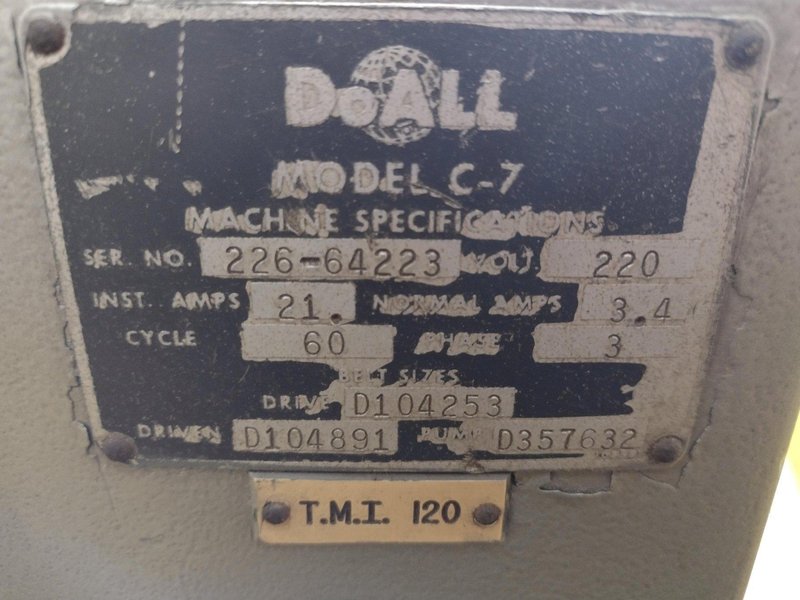 DoALL
MODEL C-7
MACHINE SPECIFICATIONS
SER. NO. 226-64223 VOLT. 220
INST. AMPS 21. NORMAL AMPS 3.4
CYCLE 60 PHASE 3
BELT SIZES
DRIVE D104253
DRIVEN D104891 PUMP D357632
T.M.I. 120